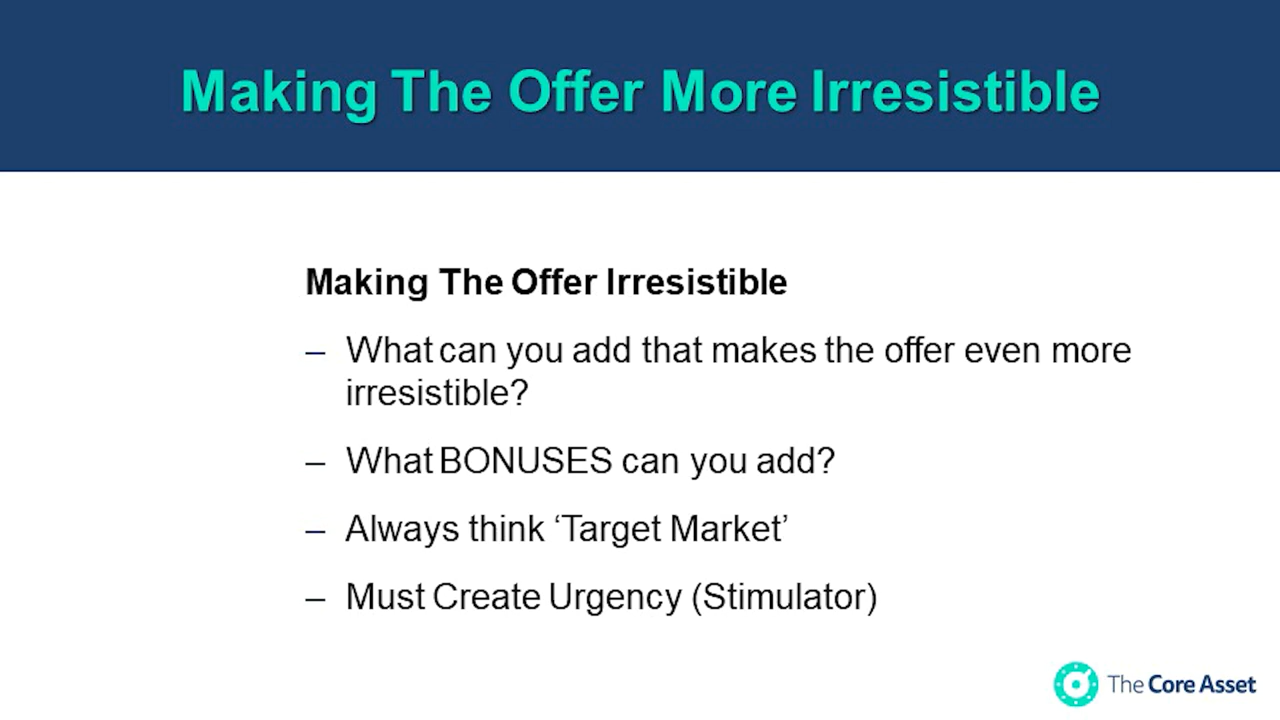 Making The Offer More Irresistible
Making The Offer Irresistible
– What can you add that makes the offer even more
irresistible?
– What BONUSES can you add?
– Always think ‘Target Market’
– Must Create Urgency (Stimulator)
The Core Asset